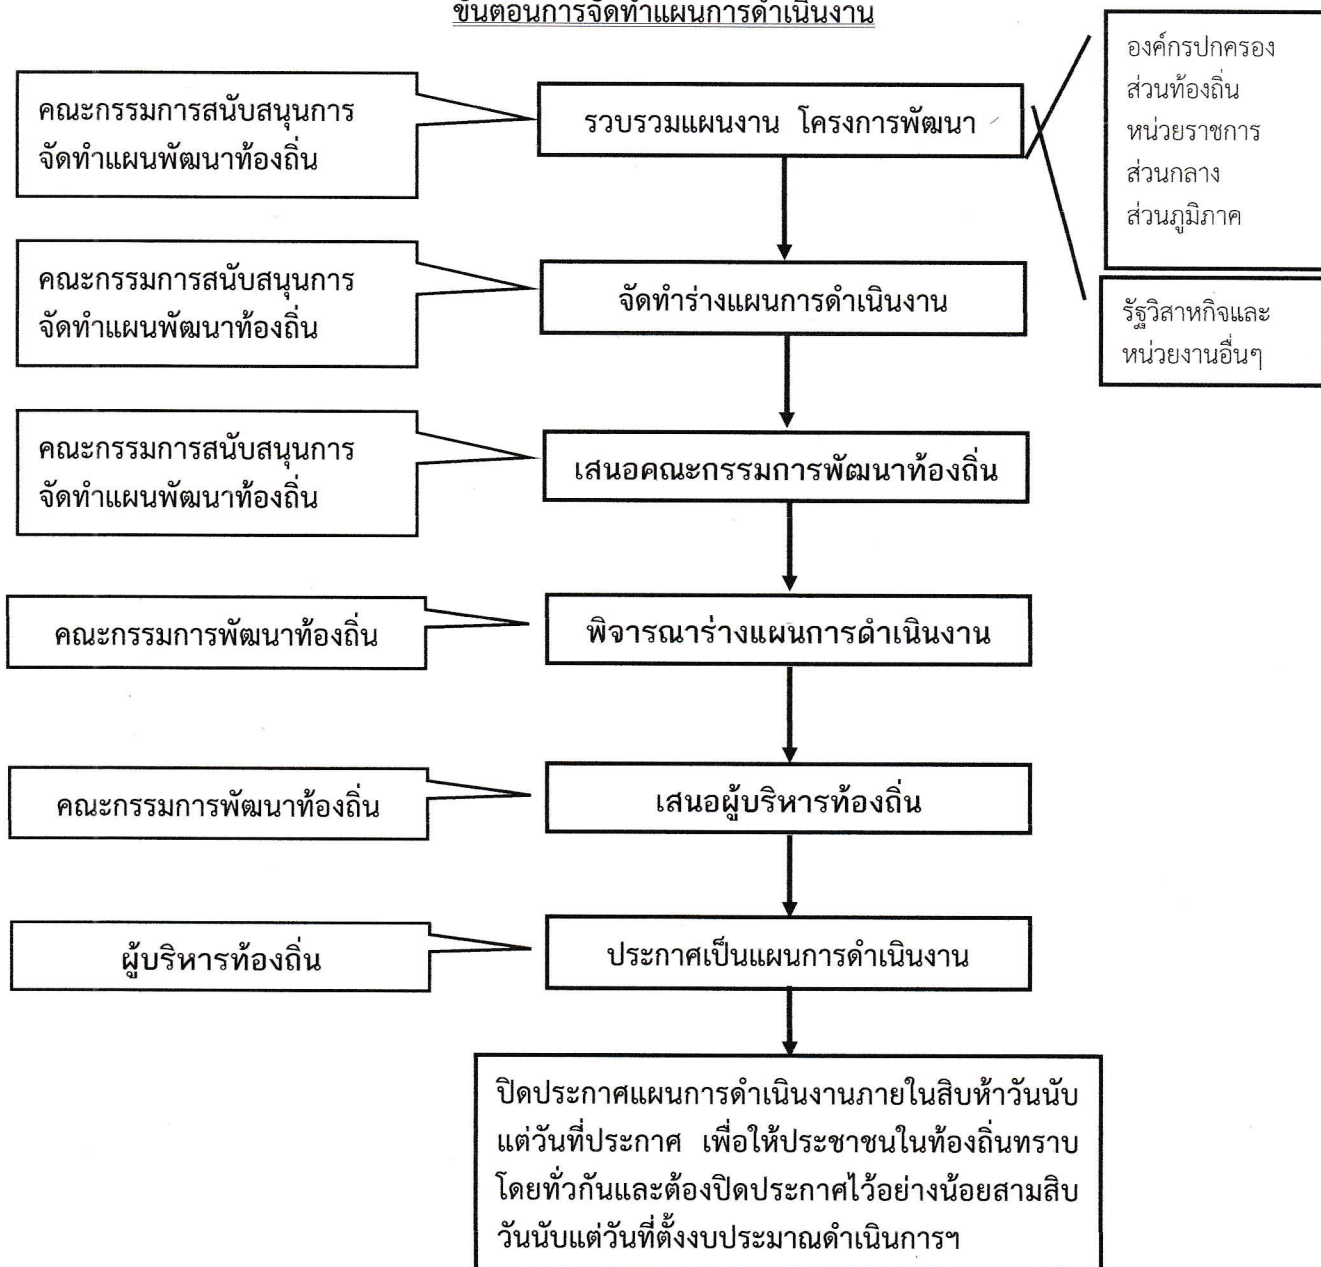 ขั้นตอนการจัดทำแผนการดำเนินงาน
องค์กรปกครอง
ส่วนท้องถิ่น
หน่วยราชการ
ส่วนกลาง
ส่วนภูมิภาค
คณะกรรมการสนับสนุนการ
จัดทำแผนพัฒนาท้องถิ่น
รวบรวมแผนงาน โครงการพัฒนา
รัฐวิสาหกิจและ
หน่วยงานอื่นๆ
คณะกรรมการสนับสนุนการ
จัดทำแผนพัฒนาท้องถิ่น
จัดทำร่างแผนการดำเนินงาน
คณะกรรมการสนับสนุนการ
จัดทำแผนพัฒนาท้องถิ่น
เสนอคณะกรรมการพัฒนาท้องถิ่น
คณะกรรมการพัฒนาท้องถิ่น
พิจารณาร่างแผนการดำเนินงาน
คณะกรรมการพัฒนาท้องถิ่น
เสนอผู้บริหารท้องถิ่น
ผู้บริหารท้องถิ่น
ประกาศเป็นแผนการดำเนินงาน
ปิดประกาศแผนการดำเนินงานภายในสิบห้าวันนับ
แต่วันที่ประกาศ เพื่อให้ประชาชนในท้องถิ่นทราบ
โดยทั่วกันและต้องปิดประกาศไว้อย่างน้อยสามสิบ
วันนับแต่วันที่ตั้งงบประมาณดำเนินการฯ